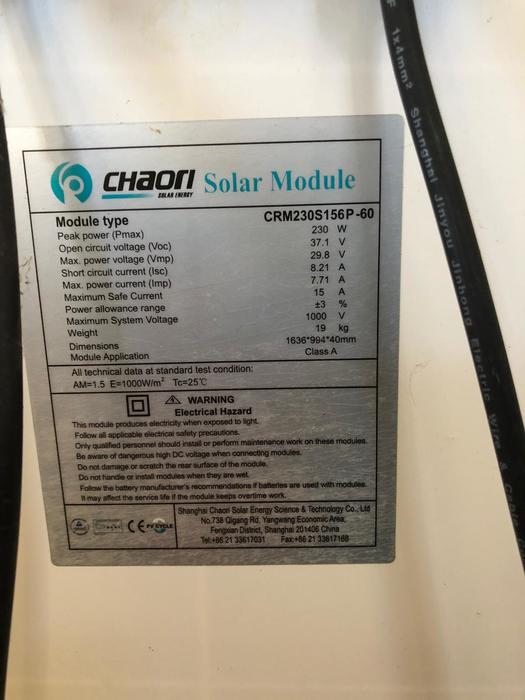 F 1x4mm² Shanghai Jinyou Jinhong Electric Wire & Cable
CHAORI Solar Module
SOLAR ENERGY
Module type CRM230S156P-60
Peak power (Pmax) 230 W
Open circuit voltage (Voc) 37.1 V
Max. power voltage (Vmp) 29.8 V
Short circuit current (Isc) 8.21 A
Max. power current (Imp) 7.71 A
Maximum Safe Current 15 A
Power allowance range ±3 %
Maximum System Voltage 1000 V
Weight 19 kg
Dimensions 1636*994*40mm
Module Application Class A
All technical data at standard test condition:
AM=1.5 E=1000W/m² Tc=25℃
WARNING
Electrical Hazard
This module produces electricity when exposed to light.
Follow all applicable electrical safety precautions.
Only qualified personnel should install or perform maintenance work on these modules.
Be aware of dangerous high DC voltage when connecting modules.
Do not damage or scratch the rear surface of the module.
Do not handle or install modules when they are wet.
Follow the battery manufacturer's recommendations if batteries are used with modules.
It may affect the service life if the module keeps overtime work.
CE PV CYCLE
Shanghai Chaori Solar Energy Science & Technology Co., Ltd
No.738 Qigang Rd, Yangwang Economic Area,
Fengxian District, Shanghai 201406 China
Tel:+86 21 33617031 Fax:+86 21 33617168